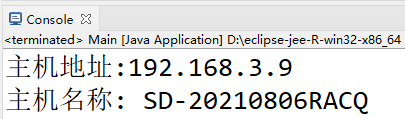 Console
<terminated> Main [Java Application] D:\eclipse-jee-R-win32-x86_64
主机地址:192.168.3.9
主机名称: SD-20210806RACQ